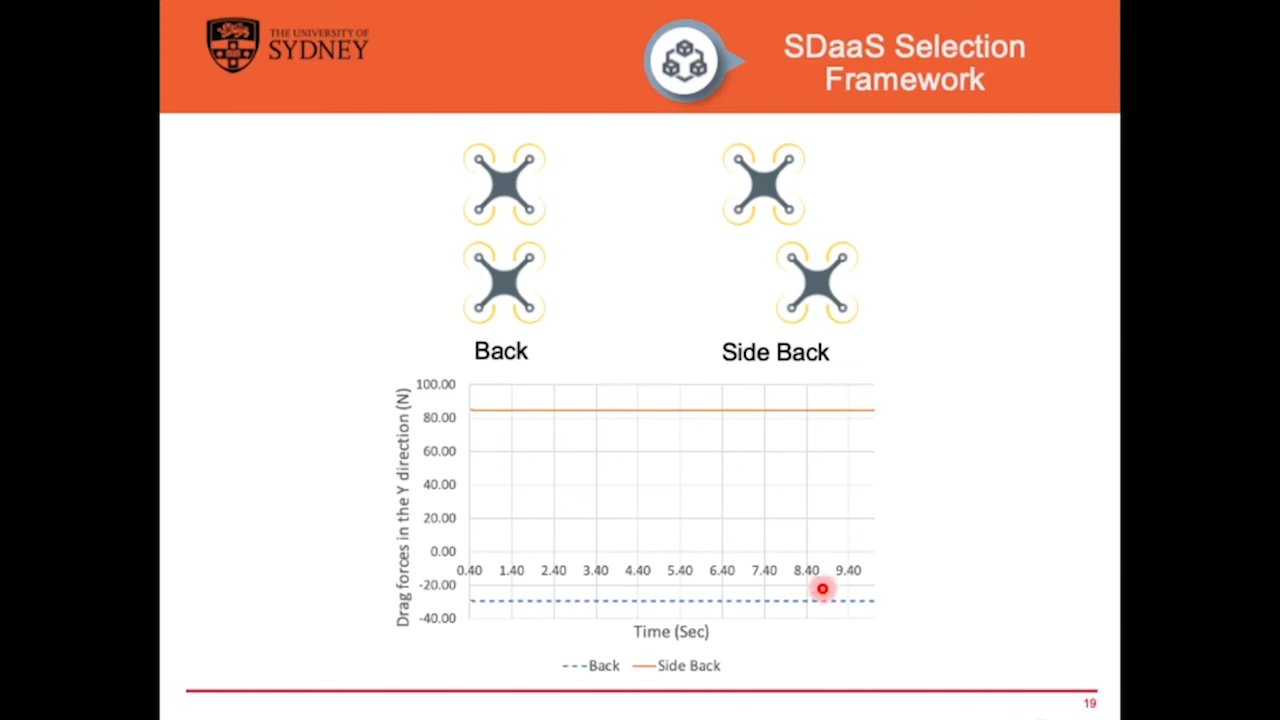 THE UNIVERSITY OF
SYDNEY
SDaaS Selection
Framework
Back
Side Back
Drag forces in the Y direction (N)
100.00
80.00
60.00
40.00
20.00
0.00
-20.00
-40.00
0.40 1.40 2.40 3.40 4.40 5.40 6.40 7.40 8.40 9.40
Time (Sec)
Back Side Back
19